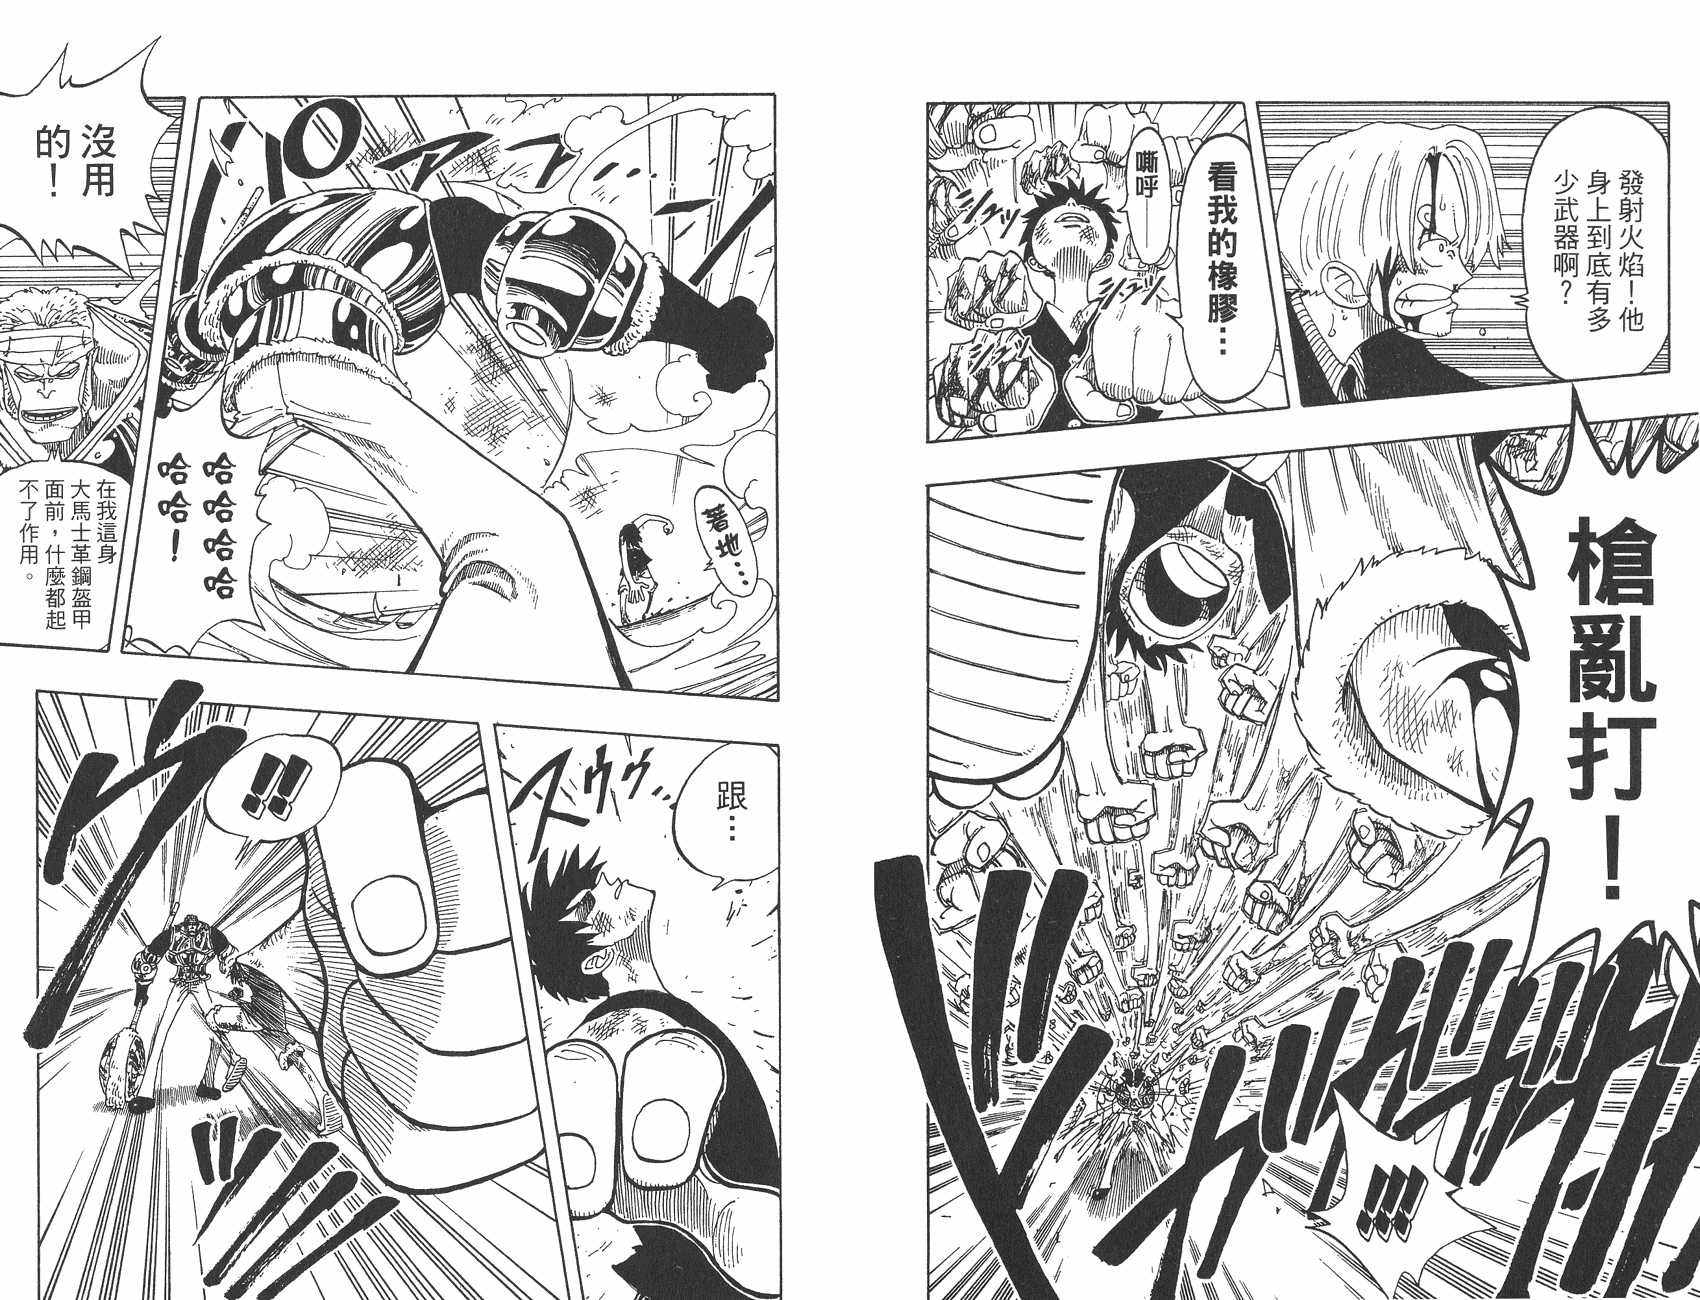 發射火焰！他
身上到底有多
少武器啊？
看我的橡膠…
嘶呼
槍亂打！
!!!
著地…
哈哈哈哈
哈哈！
沒用
的！
在我這身
大馬士革鋼盔甲
面前，什麼都起
不了作用。
跟…
スゥゥ…
!!